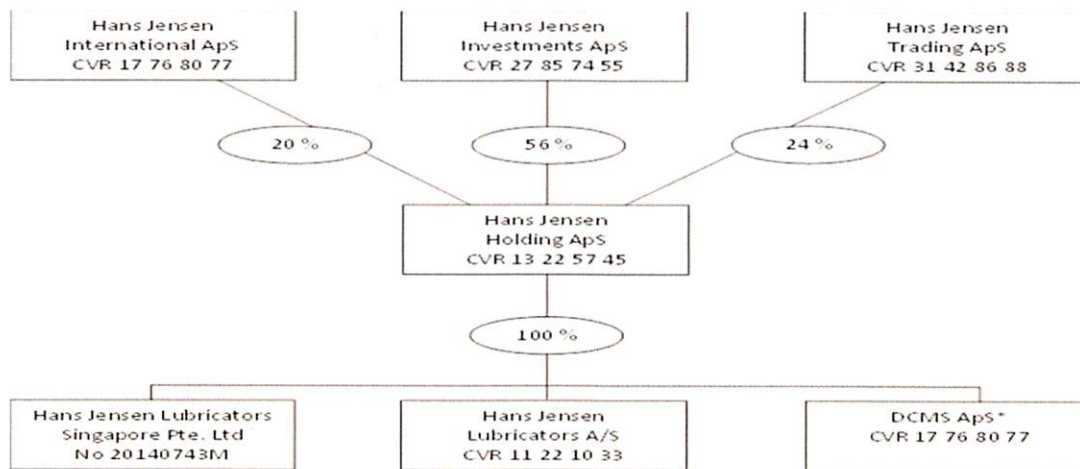 Hans Jensen
International ApS
CVR 17 76 80 77
Hans Jensen
Investments ApS
CVR 27 85 74 55
Hans Jensen
Trading ApS
CVR 31 42 86 88
20 %
56 %
24 %
Hans Jensen
Holding ApS
CVR 13 22 57 45
100 %
Hans Jensen Lubricators
Singapore Pte. Ltd
No 20140743M
Hans Jensen
Lubricators A/S
CVR 11 22 10 33
DCMS ApS*
CVR 17 76 80 77